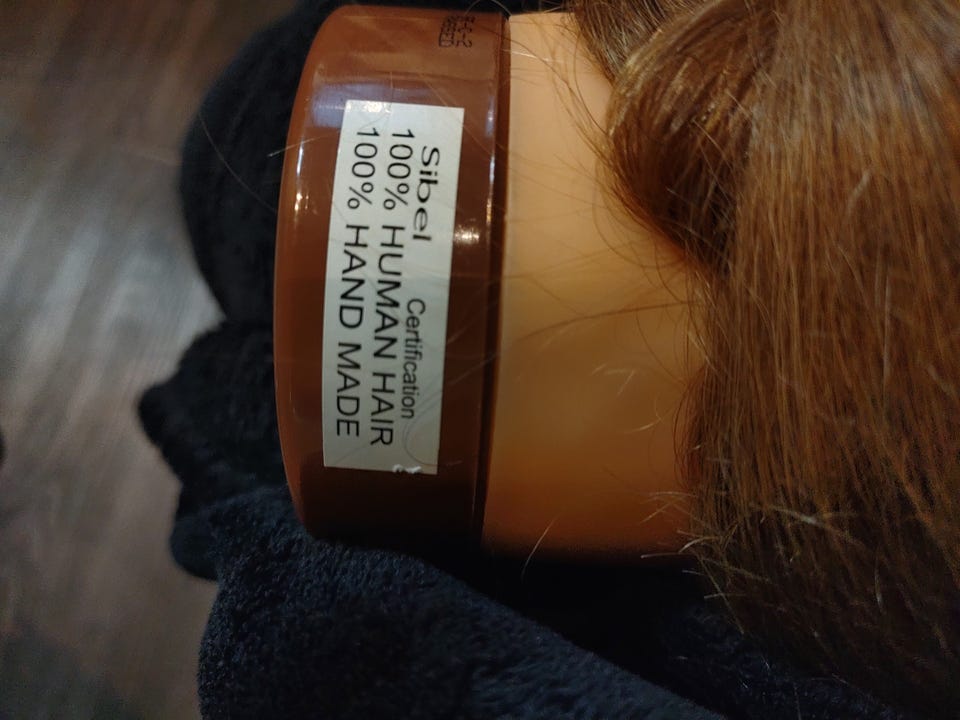 Sibel Certification
100% HUMAN HAIR
100% HAND MADE